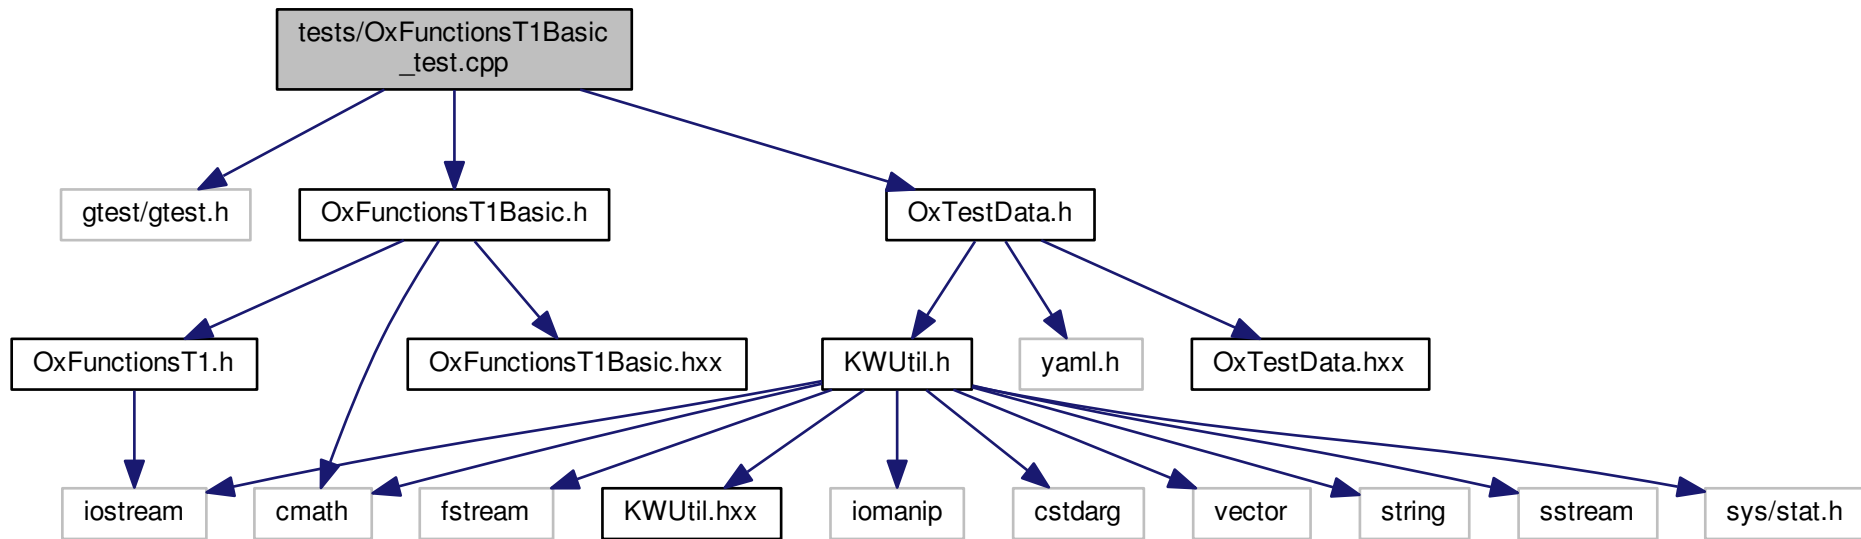 tests/OxFunctionsT1Basic
_test.cpp
gtest/gtest.h
OxFunctionsT1Basic.h
OxTestData.h
OxFunctionsT1.h
OxFunctionsT1Basic.hxx
KWUtil.h
yaml.h
OxTestData.hxx
iostream
cmath
fstream
KWUtil.hxx
iomanip
cstdarg
vector
string
sstream
sys/stat.h